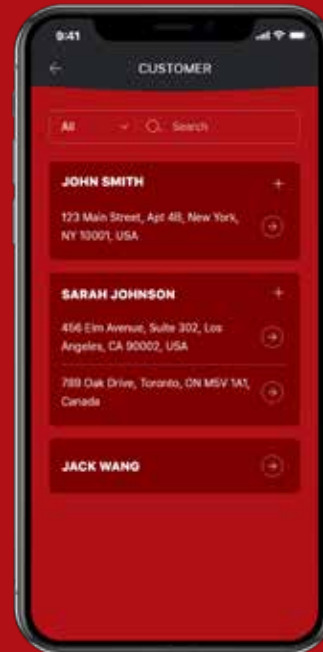 9:41
CUSTOMER
All Search
JOHN SMITH +
123 Main Street, Apt 4B, New York,
NY 10001, USA
SARAH JOHNSON +
456 Elm Avenue, Suite 302, Los
Angeles, CA 90002, USA
789 Oak Drive, Toronto, ON M5V 1A1,
Canada
JACK WANG